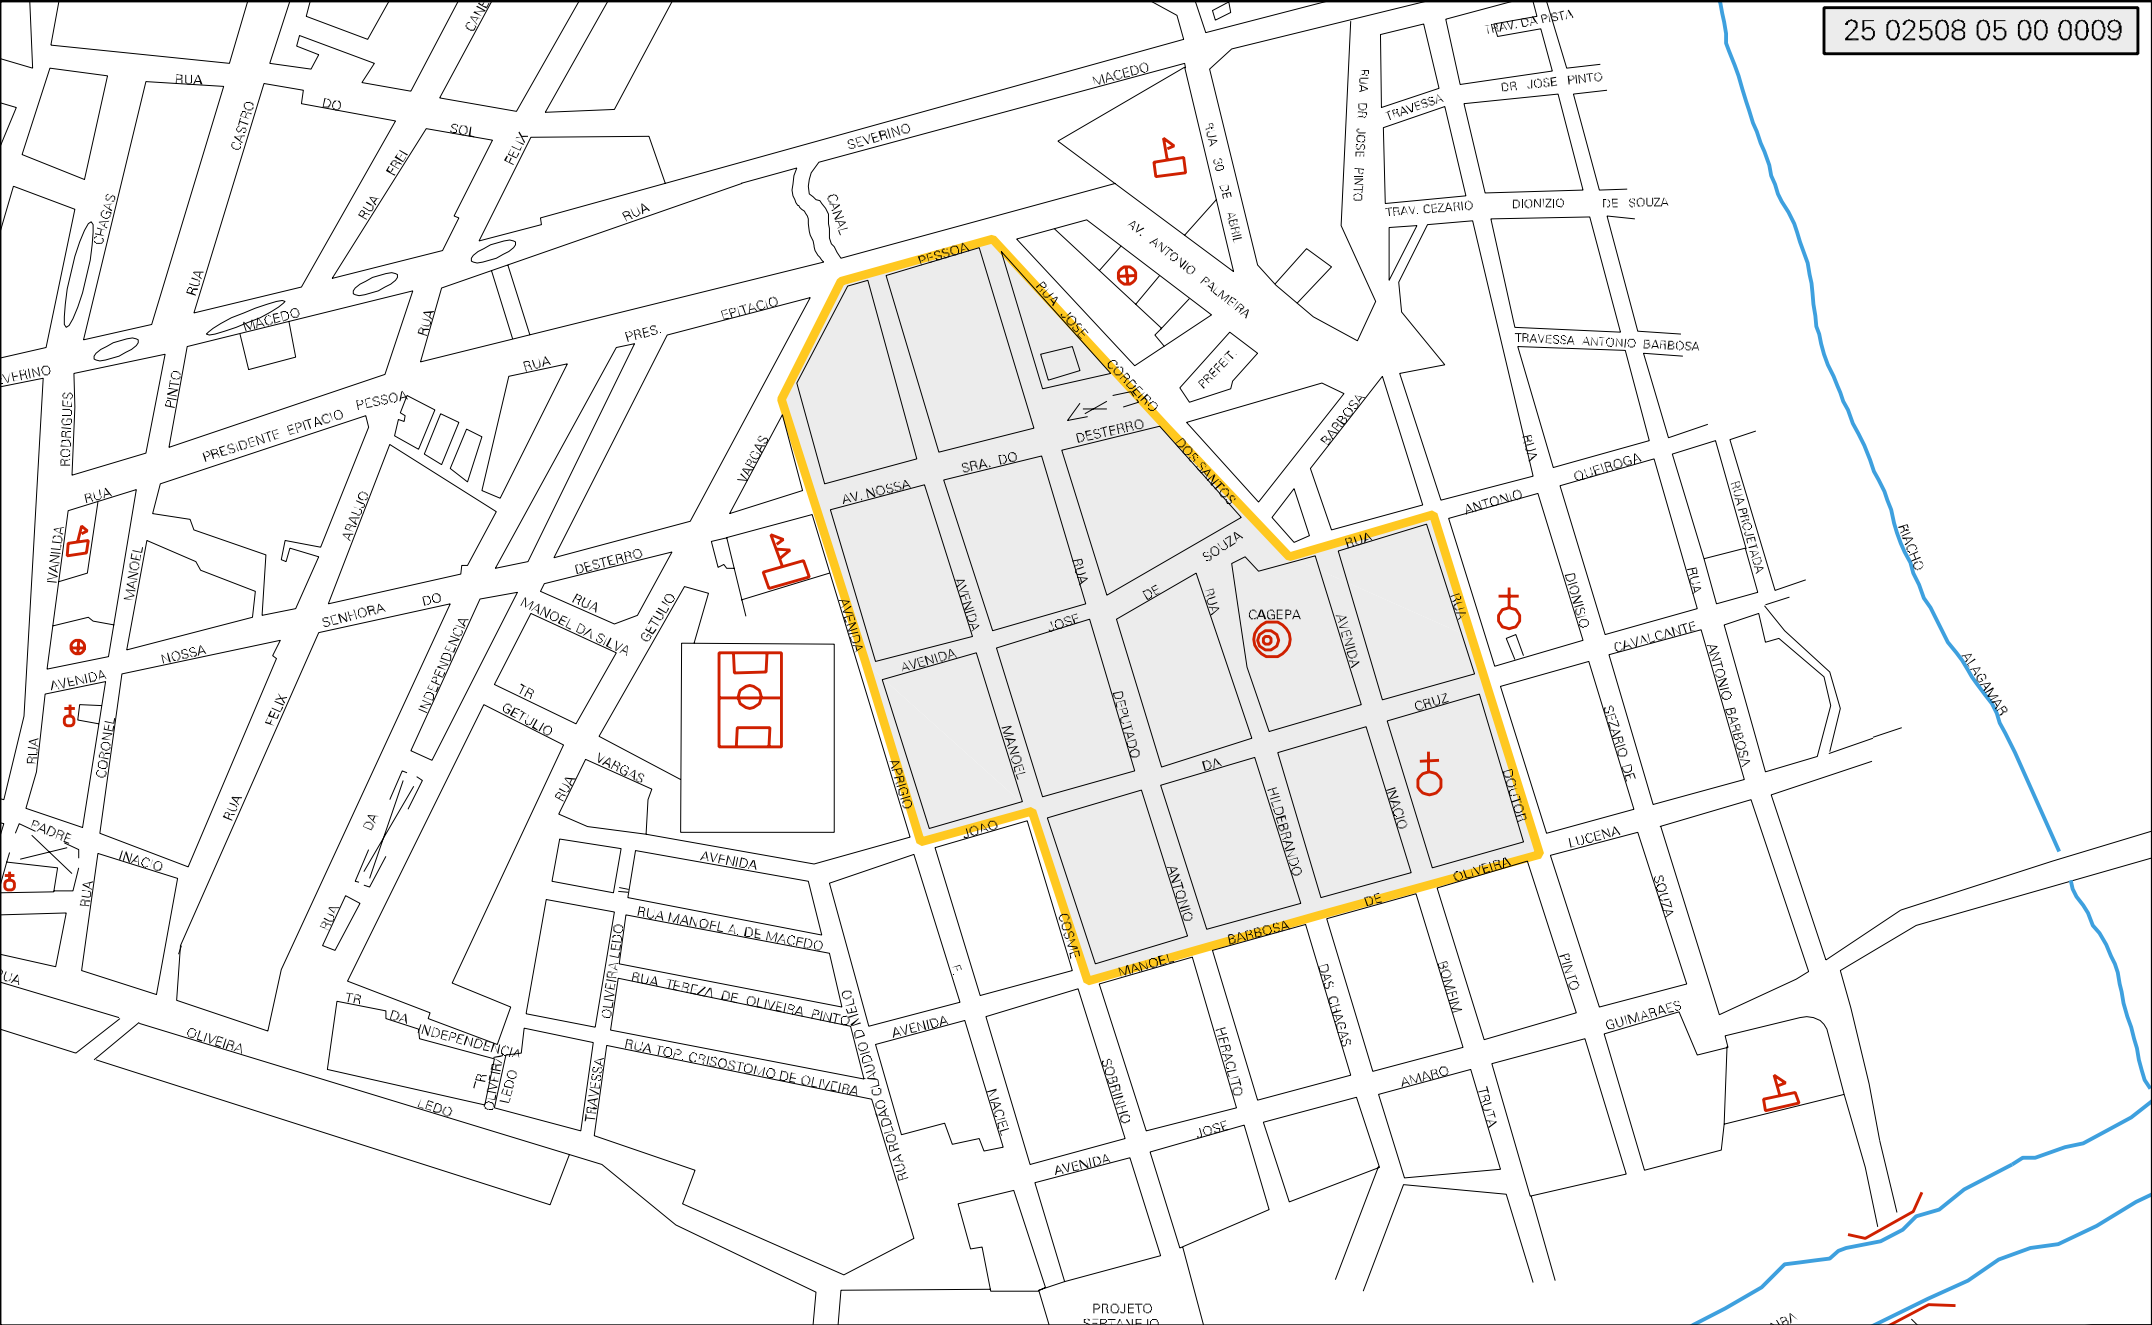 25 02508 05 00 0009
TRAV. DA PISTA
RUA
DO
SOL
CASTRO
FREI
RUA
FELIX
CHAGAS
RUA
MACEDO
SEVERINO
RUA
CANAL
RUA DR JOSE PINTO
TRAVESSA
DR JOSE PINTO
RUA 30 DE ABRIL
TRAV. CEZARIO
DIONIZIO
DE SOUZA
AV. ANTONIO PALMEIRA
PESSOA
RUA JOSE
CORDEIRO
DOS SANTOS
PREFEIT.
TRAVESSA ANTONIO BARBOSA
MACEDO
RUA
PRES.
EPITACIO
RUA
RODRIGUES
PINTO
PRESIDENTE EPITACIO PESSOA
VARGAS
DESTERRO
SRA. DO
AV. NOSSA
BARBOSA
RUA
ANTONIO
QUEIROGA
RUA PROJETADA
RIACHO
ALAGAMAR
RUA
IVANILDA
MANOEL
ARAUJO
DESTERRO
RUA
MANOEL DA SILVA
GETULIO
SENHORA
DO
NOSSA
AVENIDA
INDEPENDENCIA
TR
GETULIO
VARGAS
RUA
AVENIDA
APRIGIO
AVENIDA
RUA
JOSE
DE
SOUZA
RUA
CAGEPA
AVENIDA
RUA
RUA
DIONISIO
RUA
CAVALCANTE
ANTONIO BARBOSA
AVENIDA
MANOEL
DEPUTADO
DA
CRUZ
HILDEBRANDO
INACIO
DOUTOR
SEZARIO DE
SOUZA
LUCENA
FELIX
RUA
RUA
CORONEL
PADRE
INACIO
RUA
DA
RUA
AVENIDA
JOAO
COSME
ANTONIO
MANOEL
BARBOSA
DE
OLIVEIRA
RUA MANOEL A. DE MACEDO
RUA TEREZA DE OLIVEIRA PINTO
RUA TOP. CRISOSTOMO DE OLIVEIRA
OLIVEIRA LEDO
TRAVESSA
RUA ROLDAO CLAUDIO D MELO
AVENIDA
MACIEL
SOBRINHO
HERACLITO
DAS CHAGAS
BOMFIM
PINTO
GUIMARAES
AMARO
TRUTA
JOSE
AVENIDA
TR
DA
INDEPENDENCIA
TR
OLIVEIRA
LEDO
OLIVEIRA
LEDO
PROJETO
SERTANEJO